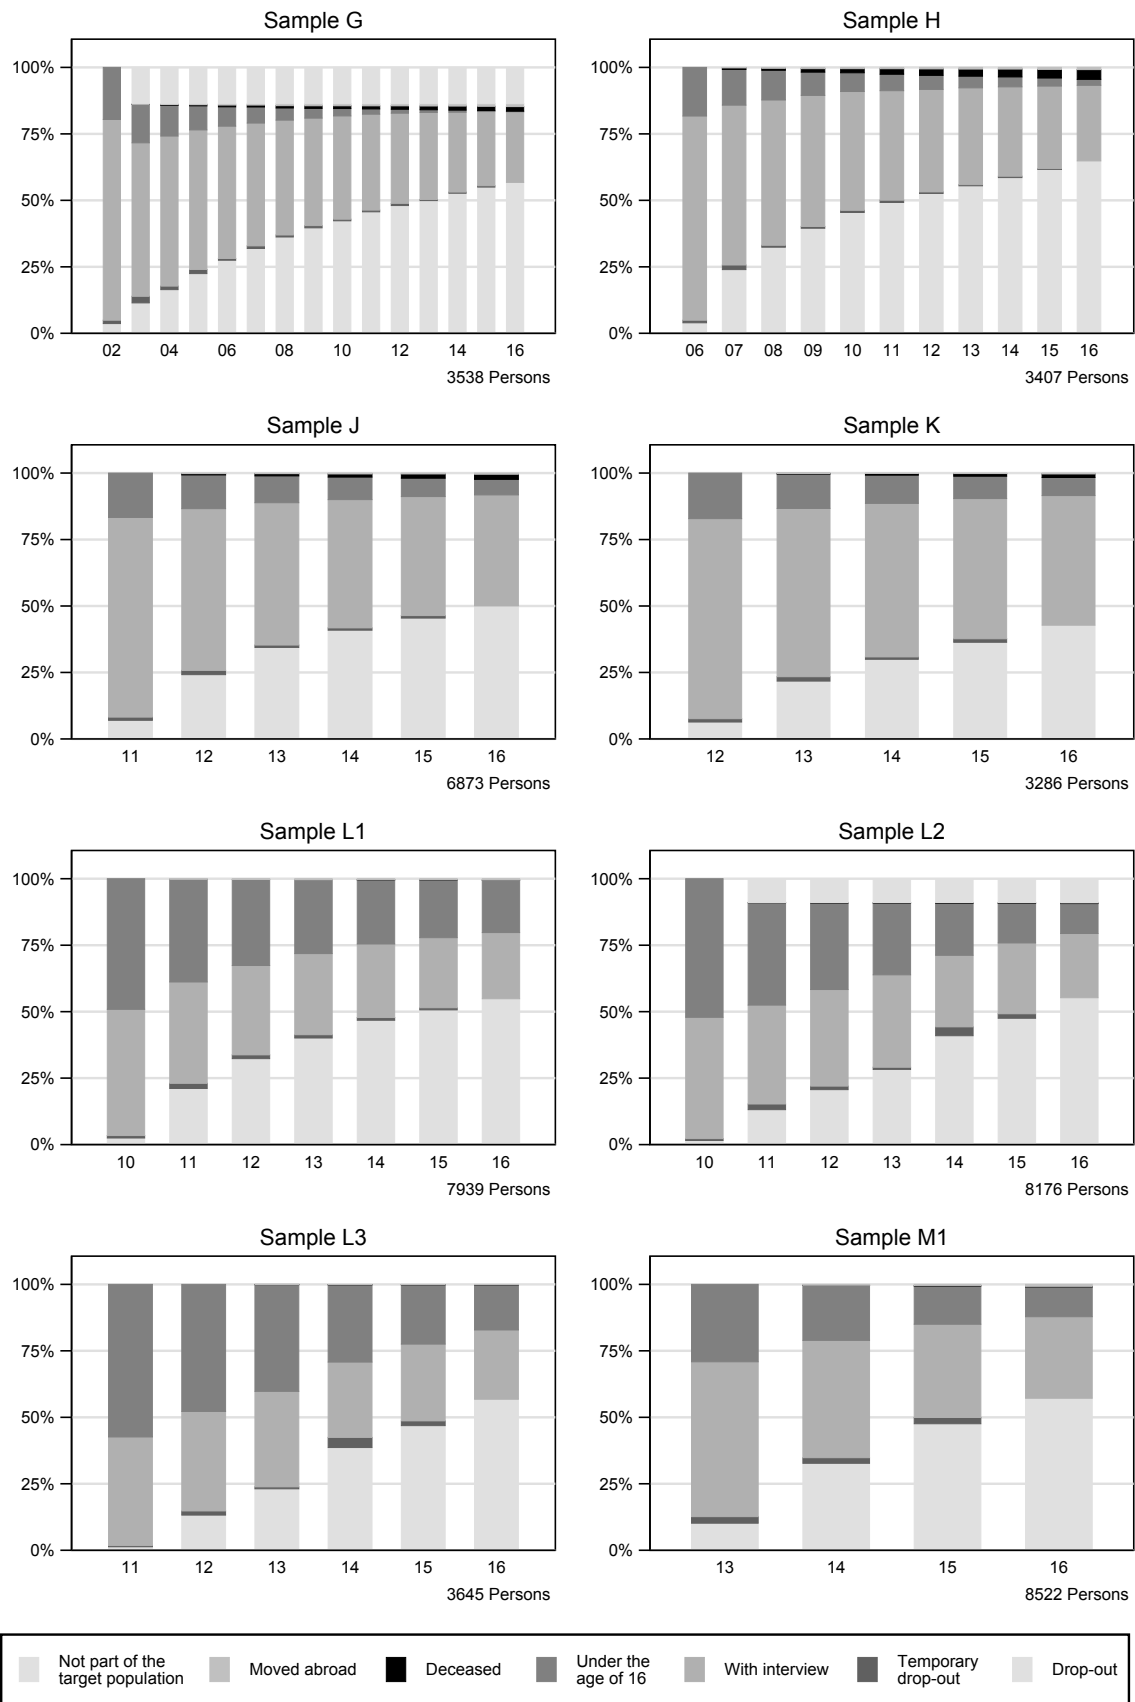 Sample G
100%
75%
50%
25%
0%
02 04 06 08 10 12 14 16
3538 Persons
Sample H
100%
75%
50%
25%
0%
06 07 08 09 10 11 12 13 14 15 16
3407 Persons
Sample J
100%
75%
50%
25%
0%
11 12 13 14 15 16
6873 Persons
Sample K
100%
75%
50%
25%
0%
12 13 14 15 16
3286 Persons
Sample L1
100%
75%
50%
25%
0%
10 11 12 13 14 15 16
7939 Persons
Sample L2
100%
75%
50%
25%
0%
10 11 12 13 14 15 16
8176 Persons
Sample L3
100%
75%
50%
25%
0%
11 12 13 14 15 16
3645 Persons
Sample M1
100%
75%
50%
25%
0%
13 14 15 16
8522 Persons
Not part of the
target population
Moved abroad
Deceased
Under the
age of 16
With interview
Temporary
drop-out
Drop-out